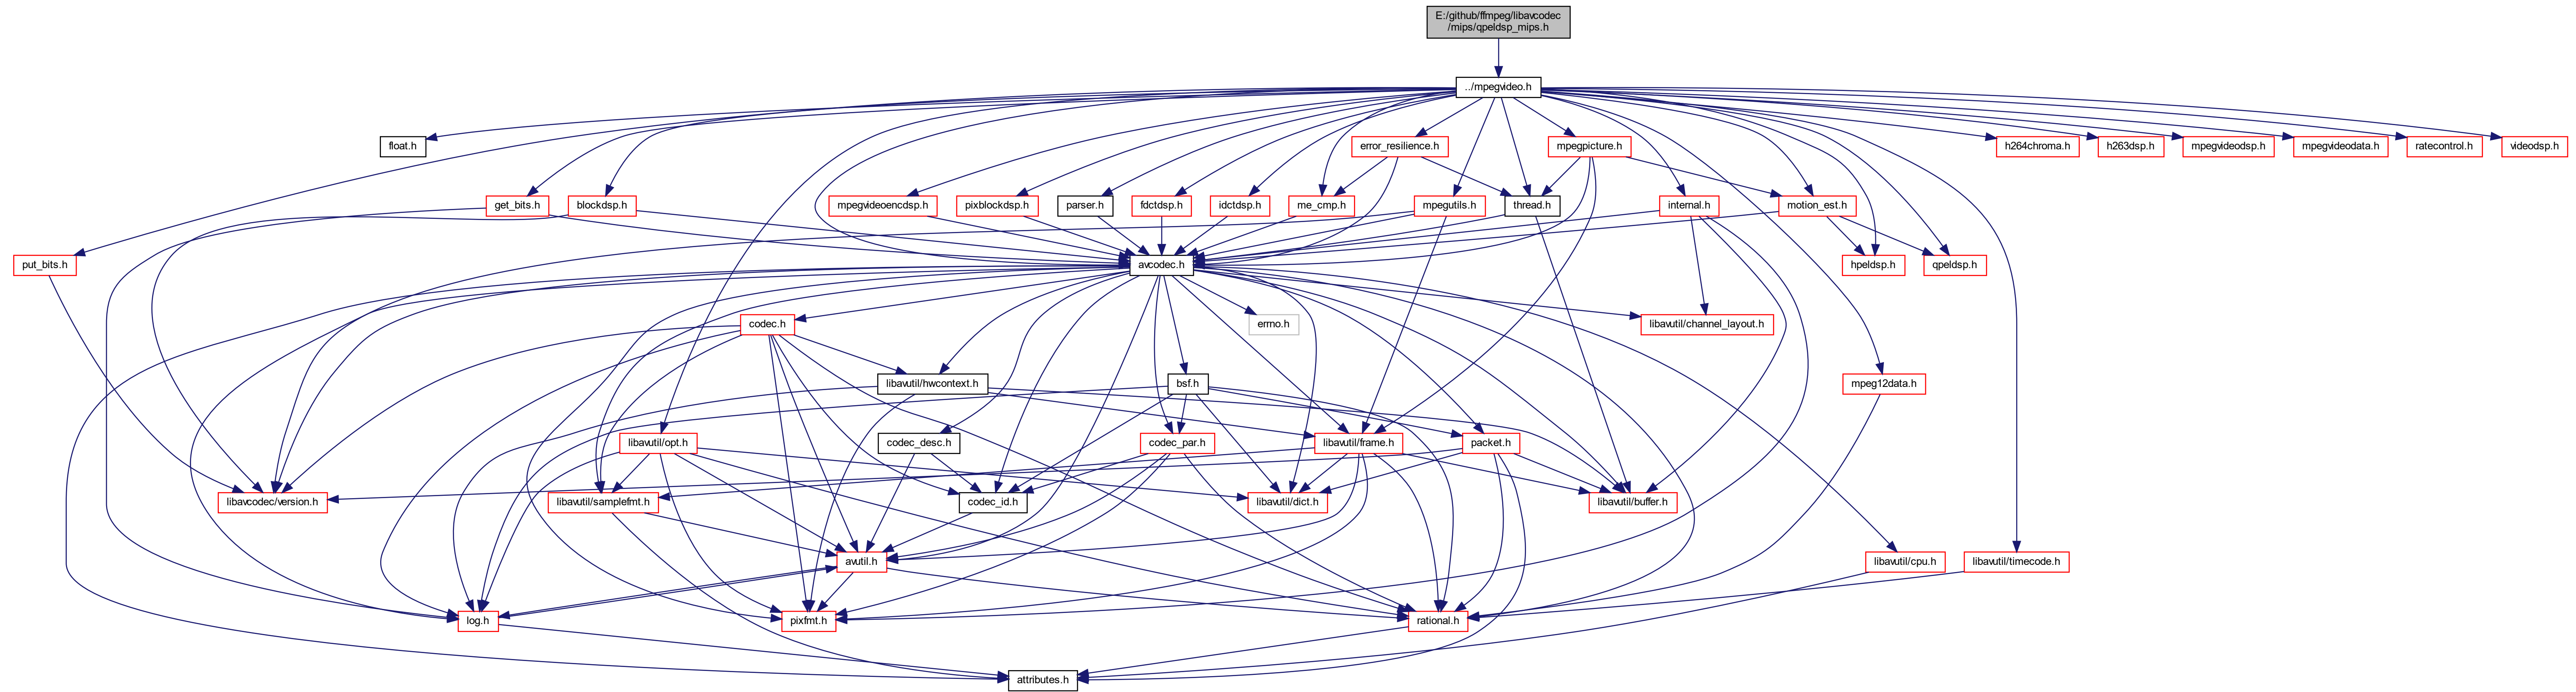 E:/github/ffmpeg/libavcodec
/mips/qpeldsp_mips.h
../mpegvideo.h
float.h
error_resilience.h
mpegpicture.h
h264chroma.h
h263dsp.h
mpegvideodsp.h
mpegvideodata.h
ratecontrol.h
videodsp.h
get_bits.h
blockdsp.h
mpegvideoencdsp.h
pixblockdsp.h
parser.h
fdctdsp.h
idctdsp.h
me_cmp.h
mpegutils.h
thread.h
internal.h
motion_est.h
put_bits.h
avcodec.h
hpeldsp.h
qpeldsp.h
codec.h
errno.h
libavutil/channel_layout.h
libavutil/hwcontext.h
bsf.h
mpeg12data.h
libavutil/opt.h
codec_desc.h
codec_par.h
libavutil/frame.h
packet.h
libavcodec/version.h
libavutil/samplefmt.h
codec_id.h
libavutil/dict.h
libavutil/buffer.h
avutil.h
libavutil/cpu.h
libavutil/timecode.h
log.h
pixfmt.h
rational.h
attributes.h